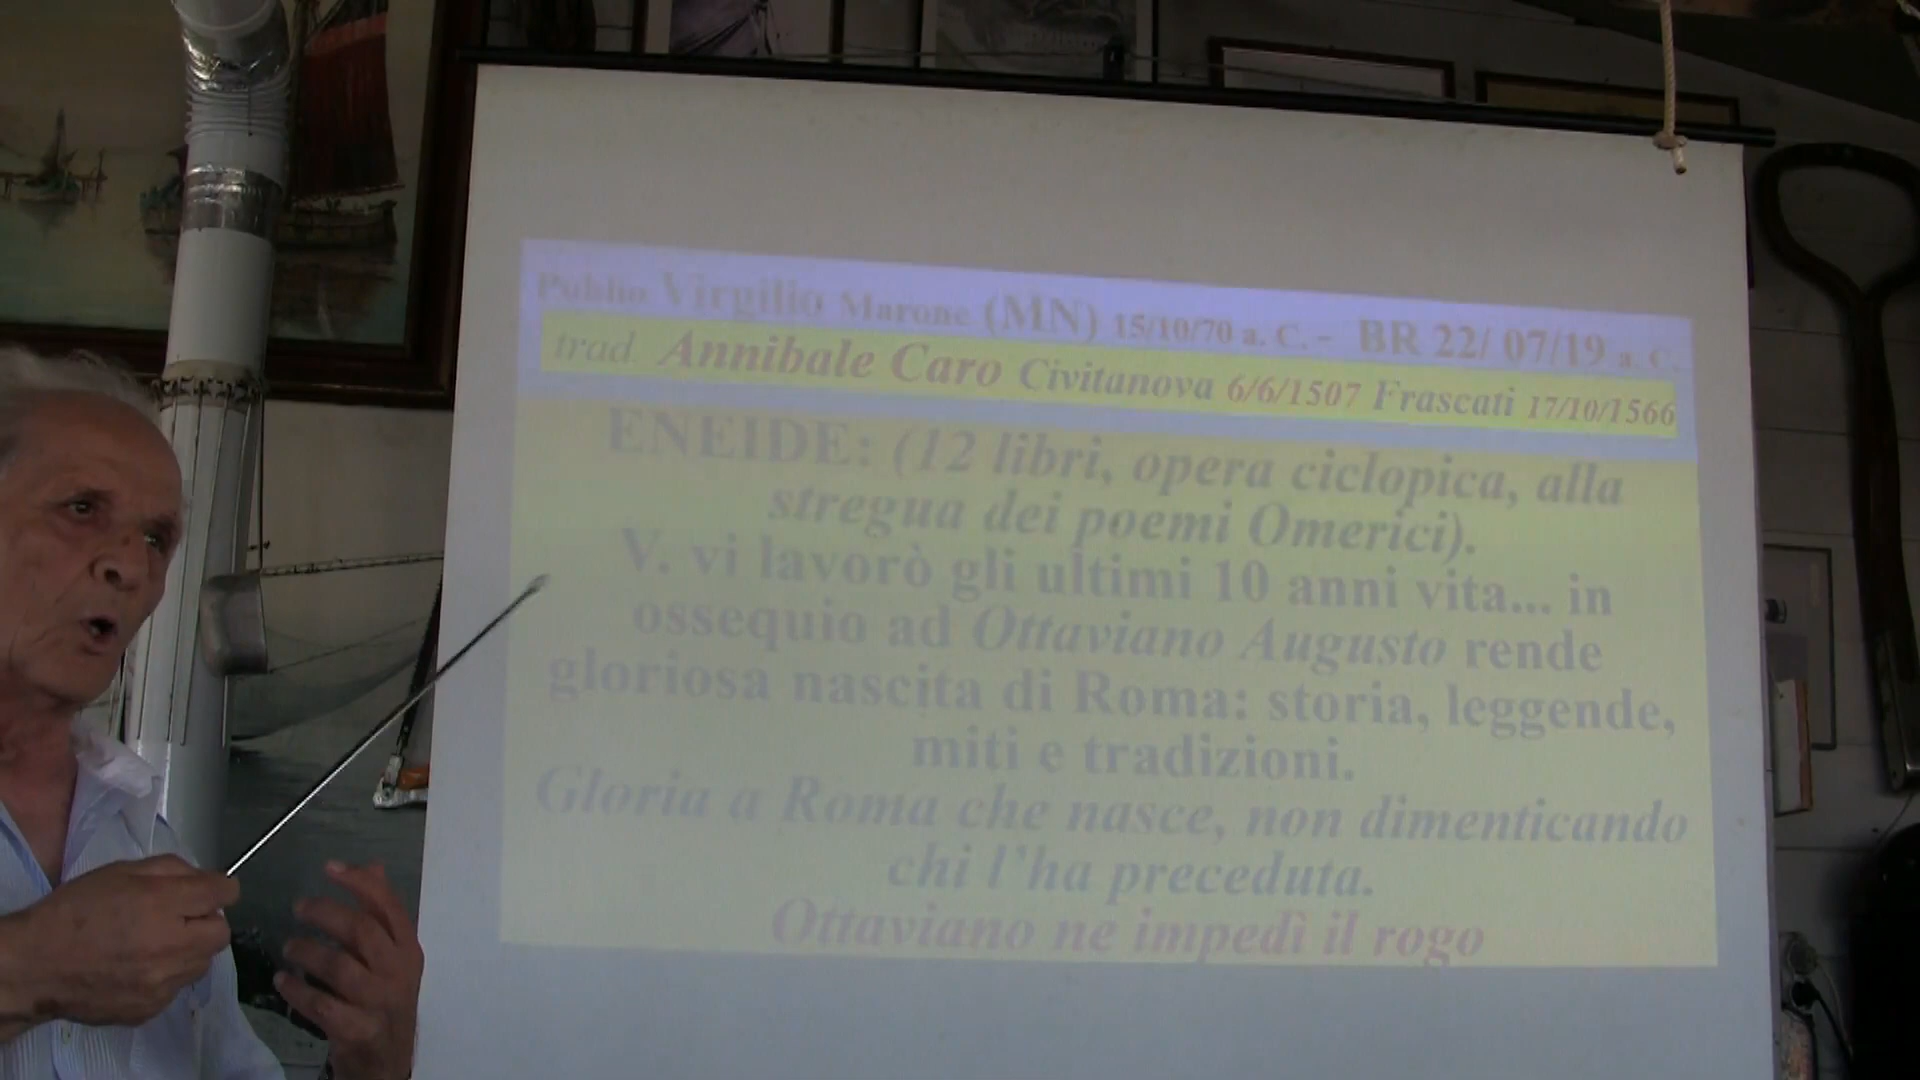 Publio Virgilio Marone (MN) 15/10/70 a. C. - BR 22/ 07/19 a. C.
trad. Annibale Caro Civitanova 6/6/1507 Frascati 17/10/1566
ENEIDE: (12 libri, opera ciclopica, alla
stregua dei poemi Omerici).
V. vi lavorò gli ultimi 10 anni vita... in
ossequio ad Ottaviano Augusto rende
gloriosa nascita di Roma: storia, leggende,
miti e tradizioni.
Gloria a Roma che nasce, non dimenticando
chi l'ha preceduta.
Ottaviano ne impedì il rogo